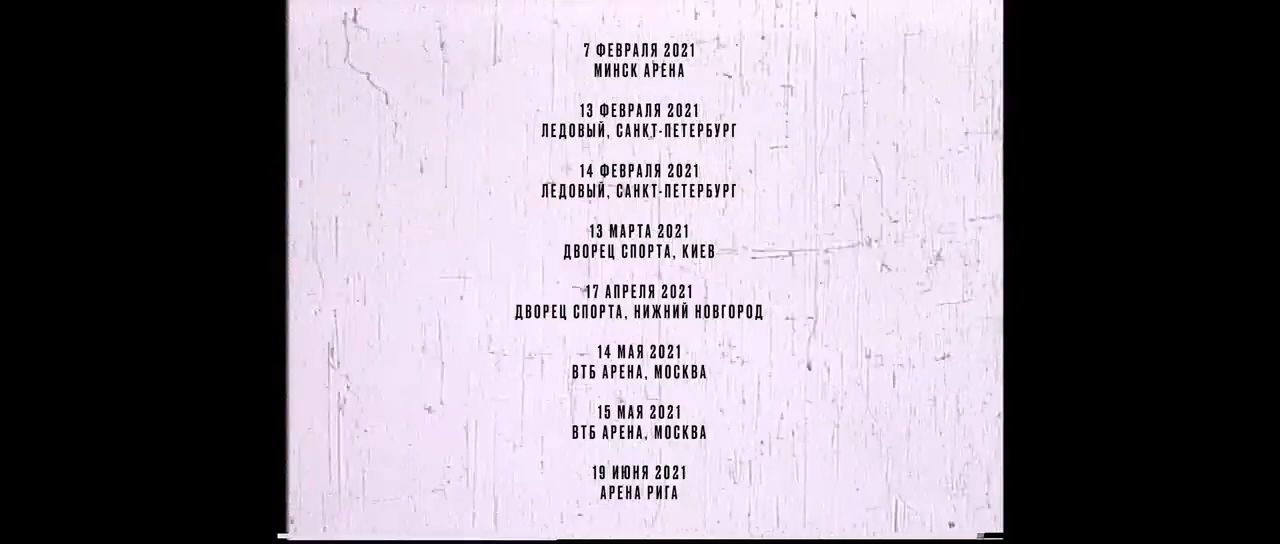 7 ФЕВРАЛЯ 2021
МИНСК АРЕНА
13 ФЕВРАЛЯ 2021
ЛЕДОВЫЙ, САНКТ-ПЕТЕРБУРГ
14 ФЕВРАЛЯ 2021
ЛЕДОВЫЙ, САНКТ-ПЕТЕРБУРГ
13 МАРТА 2021
ДВОРЕЦ СПОРТА, КИЕВ
17 АПРЕЛЯ 2021
ДВОРЕЦ СПОРТА, НИЖНИЙ НОВГОРОД
14 МАЯ 2021
ВТБ АРЕНА, МОСКВА
15 МАЯ 2021
ВТБ АРЕНА, МОСКВА
19 ИЮНЯ 2021
АРЕНА РИГА